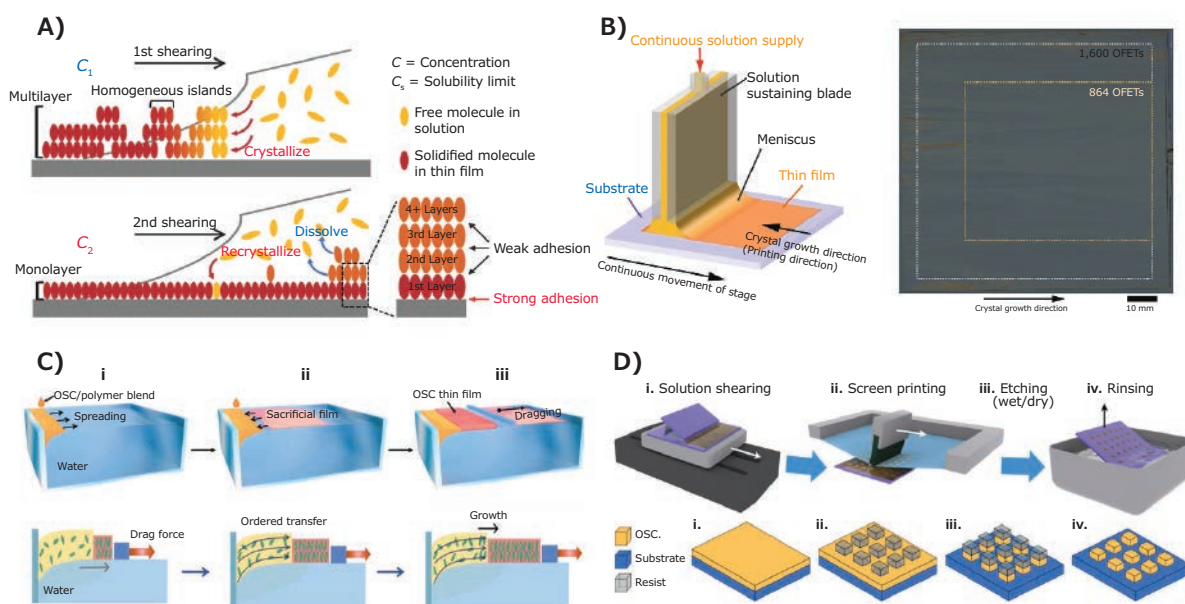 A)
1st shearing
C1
Multilayer
Homogeneous islands
C = Concentration
Cs = Solubility limit
Free molecule in
solution
Solidified molecule
in thin film
Crystallize
2nd shearing
C2
Monolayer
Dissolve
Recrystallize
4+ Layers
3rd Layer
2nd Layer
1st Layer
Weak adhesion
Strong adhesion
B)
Continuous solution supply
Solution
sustaining blade
Meniscus
Thin film
Substrate
Crystal growth direction
(Printing direction)
Continuous movement of stage
1,600 OFETs
864 OFETs
Crystal growth direction
10 mm
C)
i
ii
iii
OSC/polymer blend
Spreading
Water
Sacrificial film
OSC thin film
Dragging
Drag force
Water
Ordered transfer
Growth
D)
i. Solution shearing
ii. Screen printing
iii. Etching
(wet/dry)
iv. Rinsing
i.
ii.
iii.
iv.
OSC.
Substrate
Resist